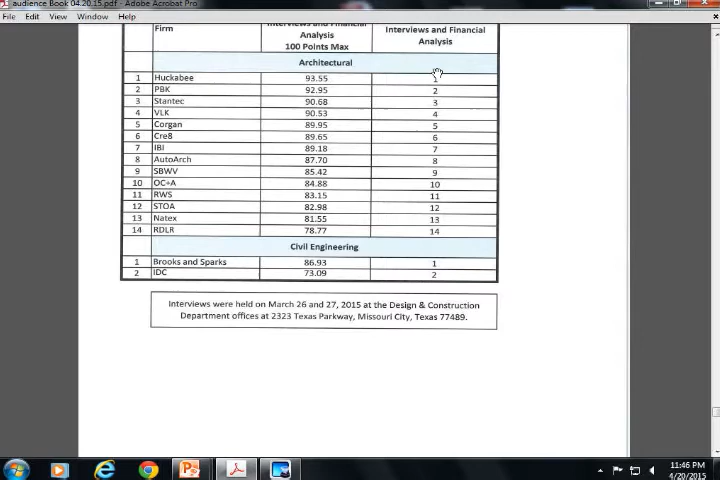 audience Book 04.20.15.pdf - Adobe Acrobat Pro
File Edit View Window Help
Interviews and Financial
Firm Analysis Interviews and Financial
100 Points Max Analysis
Architectural
1 Huckabee 93.55 1
2 PBK 92.95 2
3 Stantec 90.68 3
4 VLK 90.53 4
5 Corgan 89.95 5
6 Cre8 89.65 6
7 IBI 89.18 7
8 AutoArch 87.70 8
9 SBWV 85.42 9
10 OC+A 84.88 10
11 RWS 83.15 11
12 STOA 82.98 12
13 Natex 81.55 13
14 RDLR 78.77 14
Civil Engineering
1 Brooks and Sparks 86.93 1
2 IDC 73.09 2
Interviews were held on March 26 and 27, 2015 at the Design & Construction
Department offices at 2323 Texas Parkway, Missouri City, Texas 77489.
11:46 PM
4/20/2015